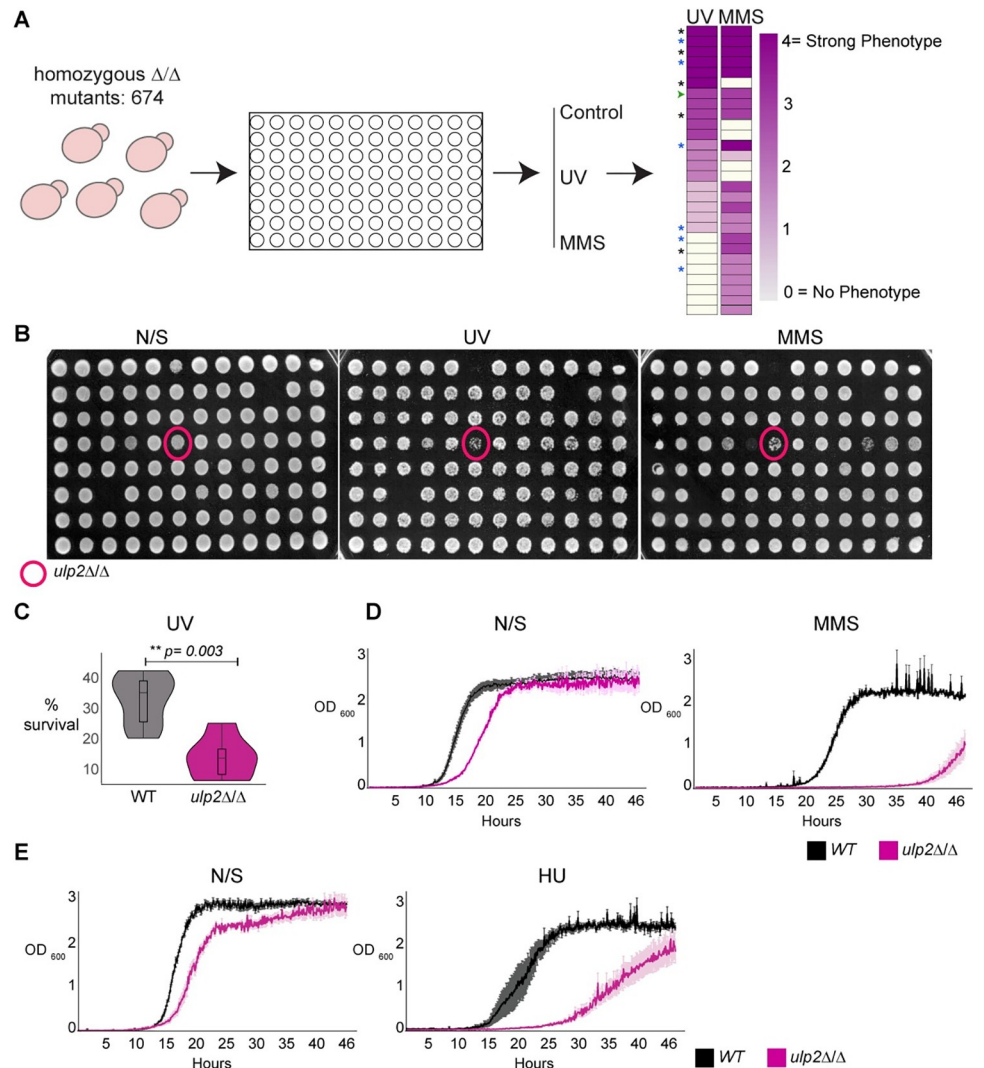 A
homozygous Δ/Δ
mutants: 674
Control
UV
MMS
UV MMS
*
*
*
*
*
*
*
*
*
*
*
4= Strong Phenotype
3
2
1
0 = No Phenotype
B
N/S
UV
MMS
ulp2Δ/Δ
C
UV
** p= 0.003
%
survival
40
30
20
10
WT
ulp2Δ/Δ
D
N/S
OD 600
3
2
1
0
5 10 15 20 25 30 35 40 46
Hours
MMS
OD 600
3
2
1
0
5 10 15 20 25 30 35 40 46
Hours
WT ulp2Δ/Δ
E
N/S
OD 600
3
2
1
0
5 10 15 20 25 30 35 40 46
Hours
HU
OD 600
3
2
1
0
5 10 15 20 25 30 35 40 46
Hours
WT ulp2Δ/Δ